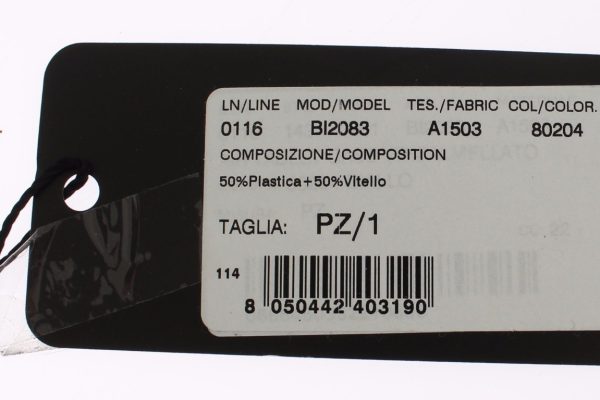 LN/LINE MOD/MODEL TES./FABRIC COL/COLOR.
0116 BI2083 A1503 80204
COMPOSIZIONE/COMPOSITION
50%Plastica+50%Vitello
TAGLIA: PZ/1
114
8 050442 403190